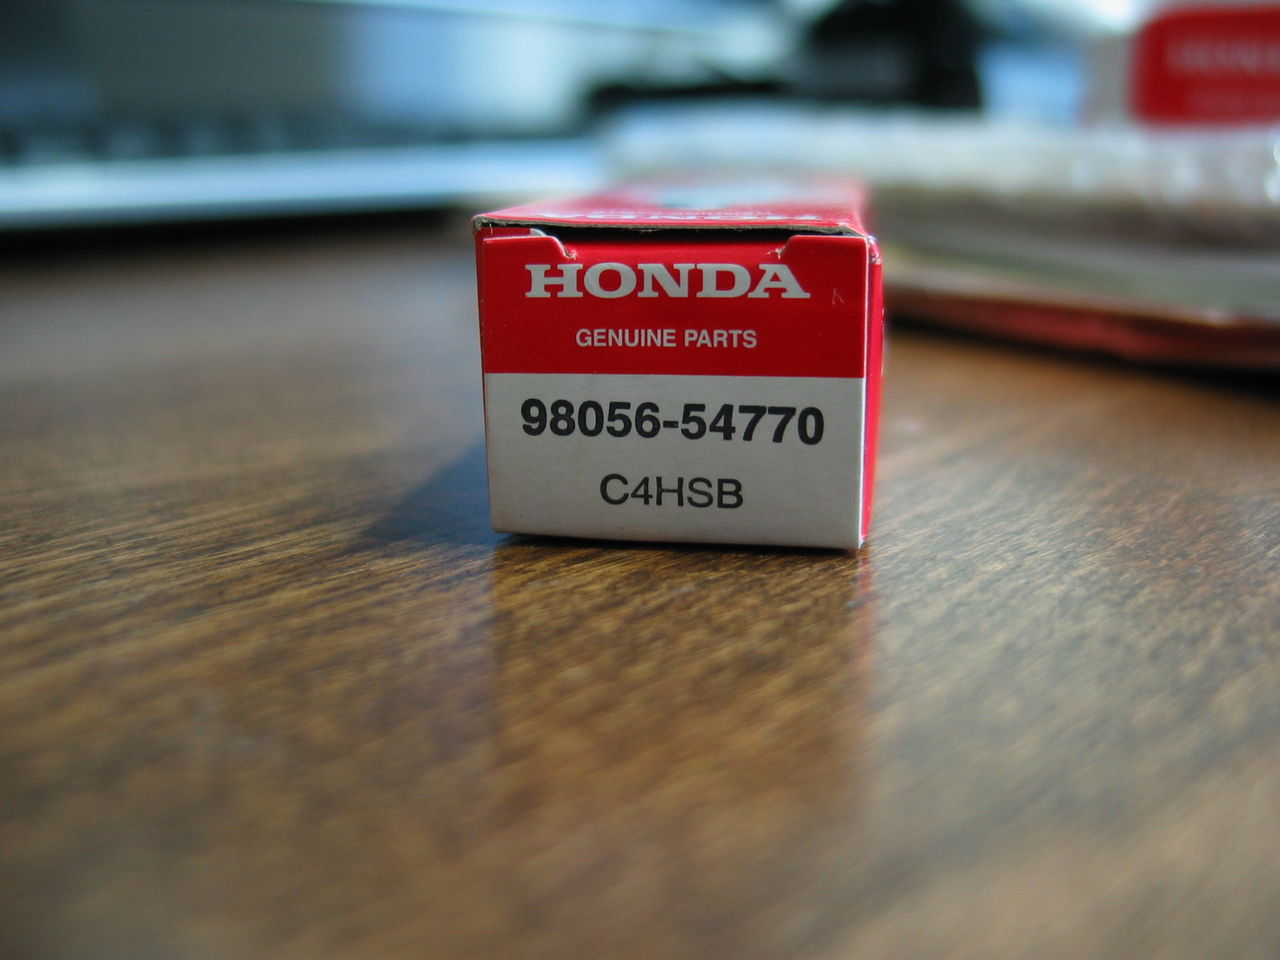 HONDA
GENUINE PARTS
98056-54770
C4HSB